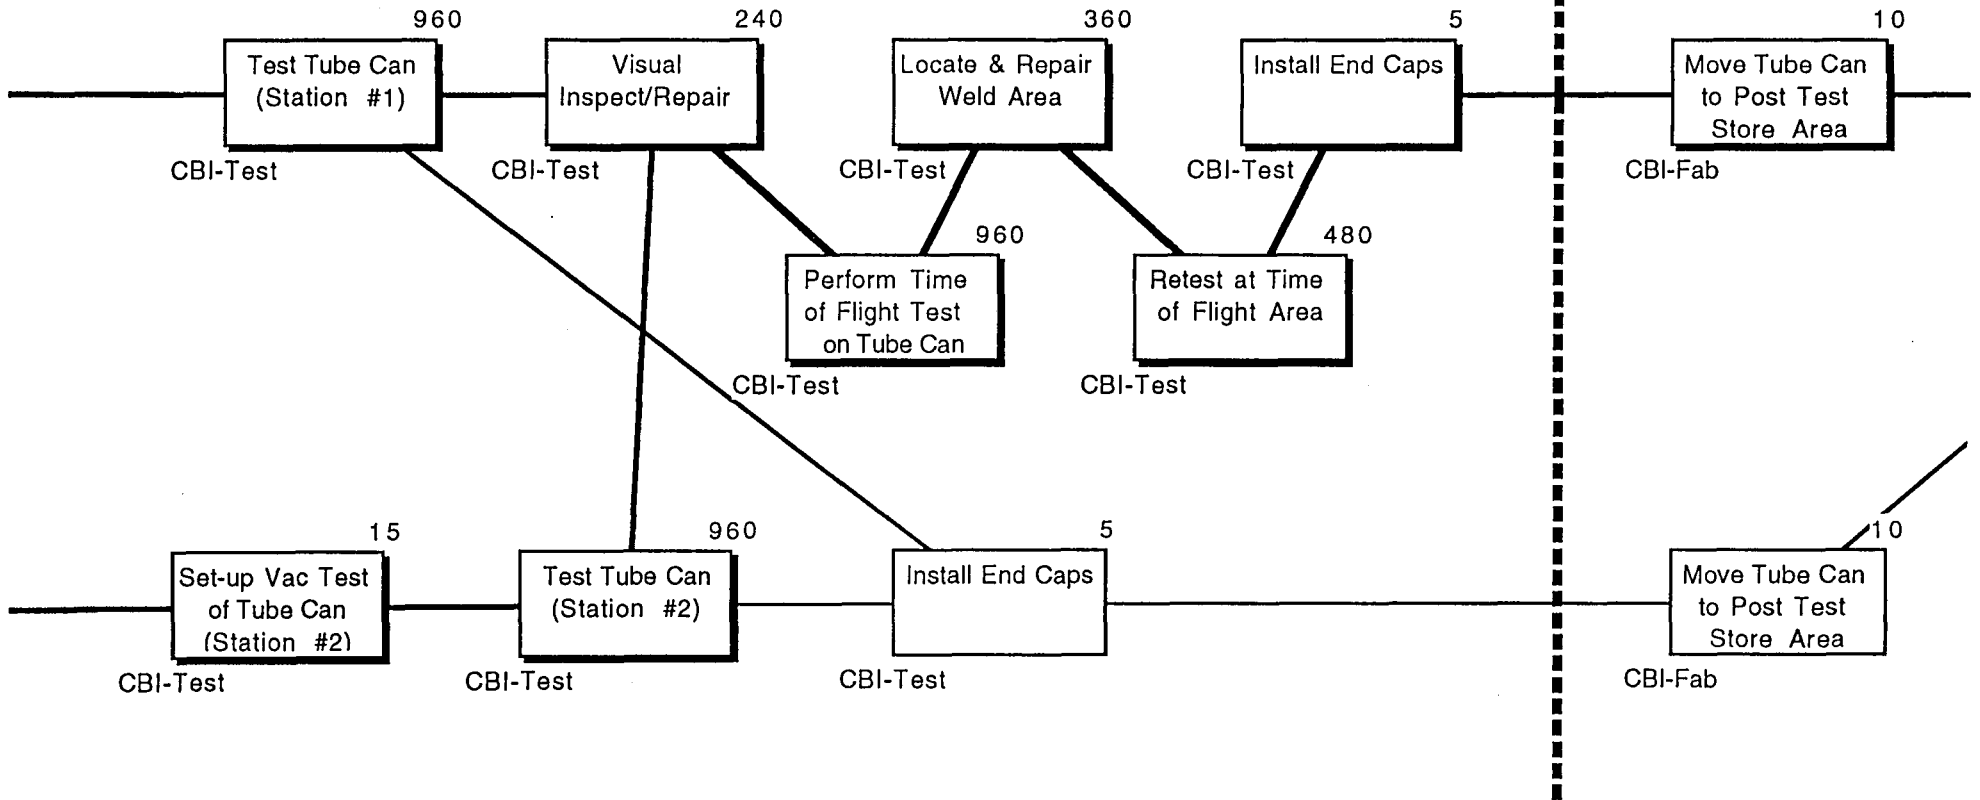 960
Test Tube Can
(Station #1)
CBI-Test
240
Visual
Inspect/Repair
CBI-Test
360
Locate & Repair
Weld Area
CBI-Test
5
Install End Caps
CBI-Test
10
Move Tube Can
to Post Test
Store Area
CBI-Fab
960
Perform Time
of Flight Test
on Tube Can
CBI-Test
480
Retest at Time
of Flight Area
CBI-Test
15
Set-up Vac Test
of Tube Can
(Station #2)
CBI-Test
960
Test Tube Can
(Station #2)
CBI-Test
5
Install End Caps
CBI-Test
10
Move Tube Can
to Post Test
Store Area
CBI-Fab